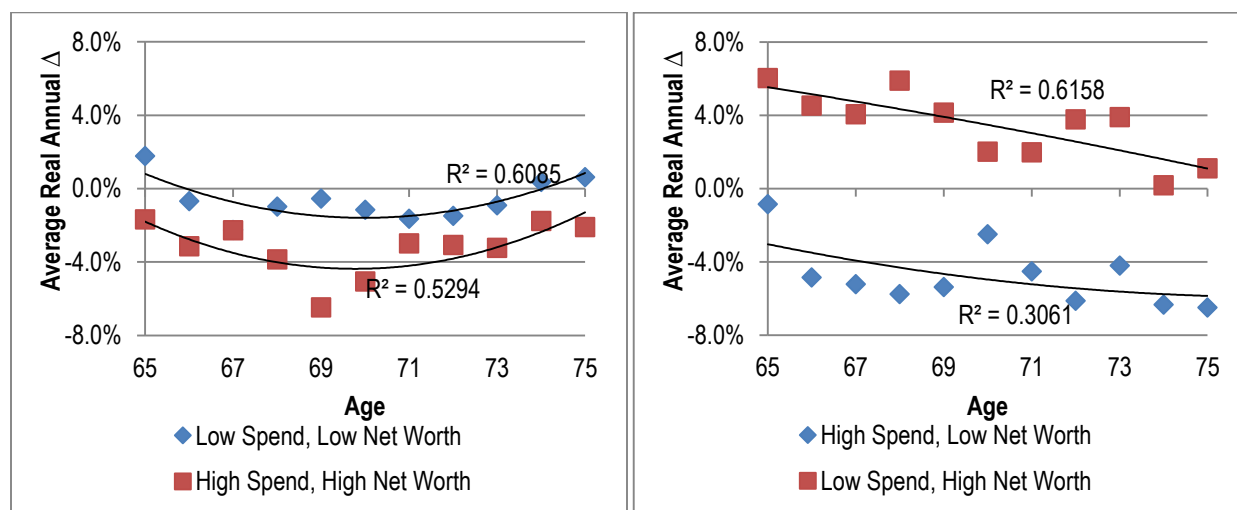 Average Real Annual Δ
8.0%
4.0%
0.0%
-4.0%
-8.0%
R² = 0.6085
R² = 0.5294
65
67
69
71
73
75
Age
Low Spend, Low Net Worth
High Spend, High Net Worth
Average Real Annual Δ
8.0%
4.0%
0.0%
-4.0%
-8.0%
R² = 0.6158
R² = 0.3061
65
67
69
71
73
75
Age
High Spend, Low Net Worth
Low Spend, High Net Worth